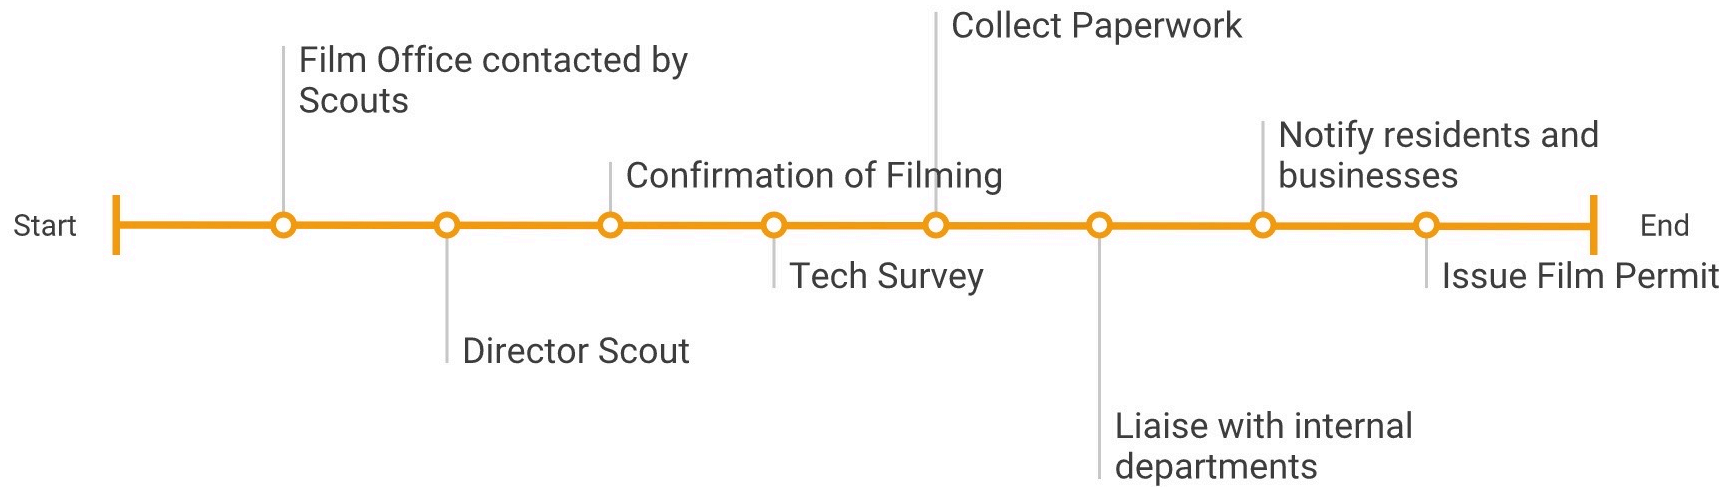 Start
Film Office contacted by
Scouts
Director Scout
Confirmation of Filming
Tech Survey
Collect Paperwork
Liaise with internal
departments
Notify residents and
businesses
Issue Film Permit
End